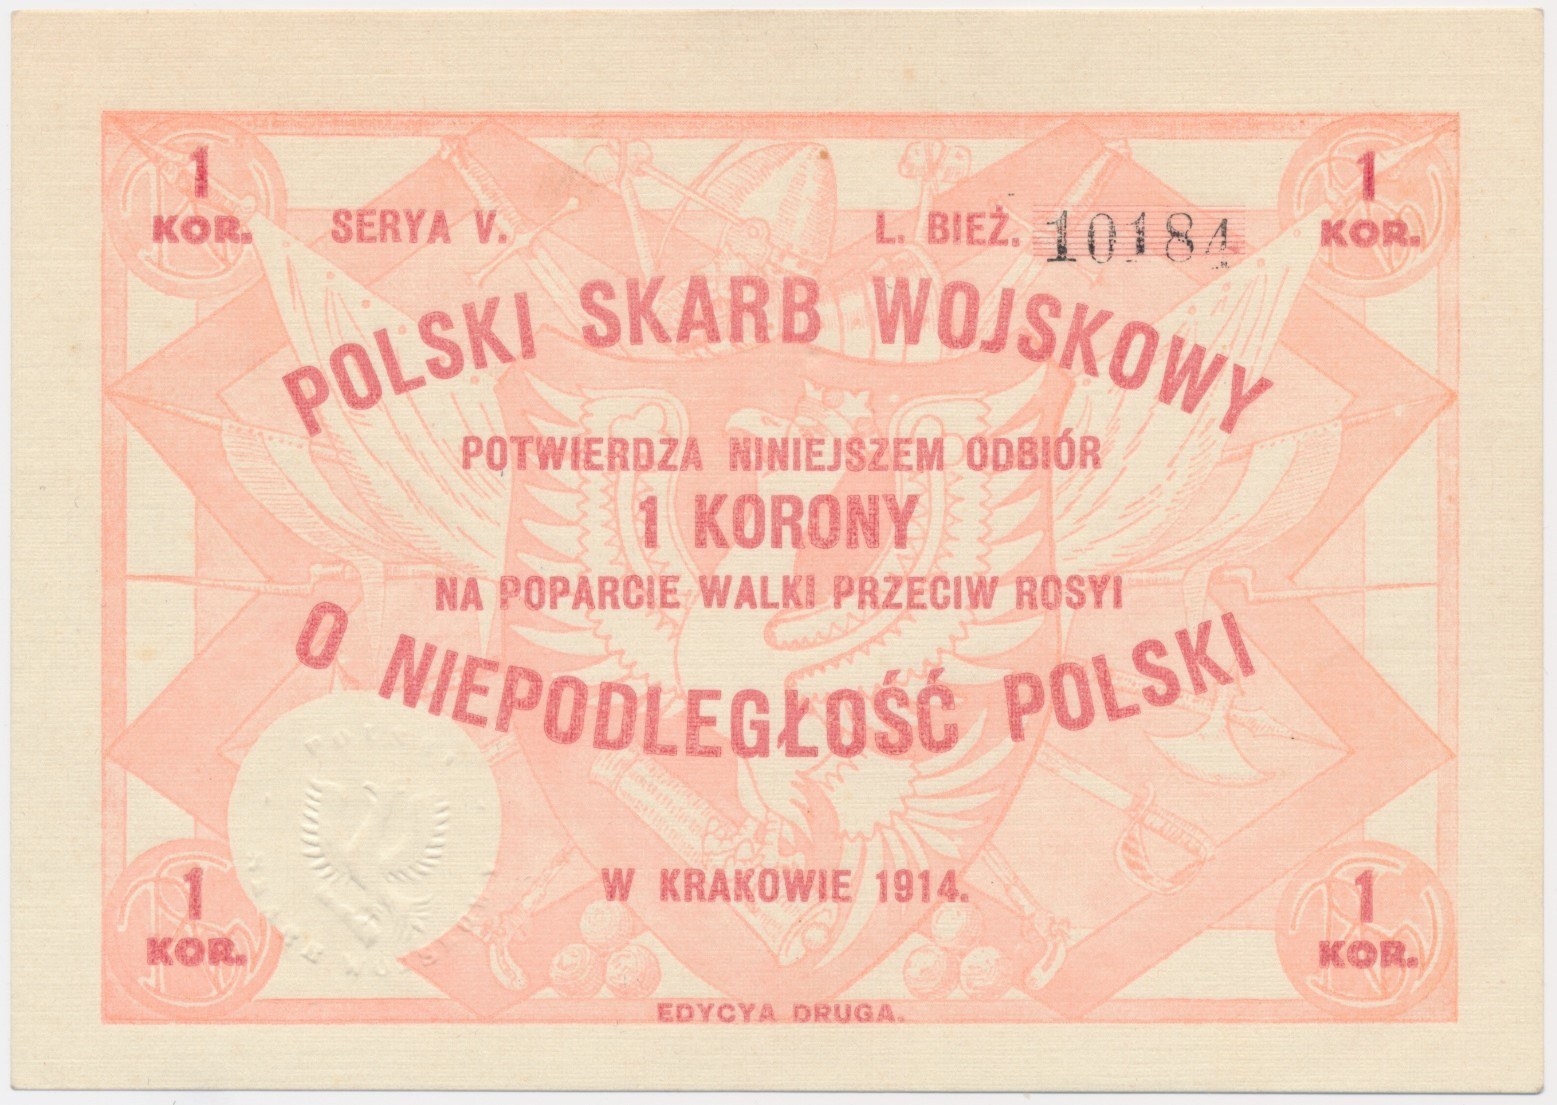 1 KOR.
1 KOR.
SERYA V.
L. BIEŻ. 10184
POLSKI SKARB WOJSKOWY
POTWIERDZA NINIEJSZEM ODBIÓR
1 KORONY
NA POPARCIE WALKI PRZECIW ROSYI
O NIEPODLEGŁOŚĆ POLSKI
W KRAKOWIE 1914.
1 KOR.
1 KOR.
EDYCYA DRUGA.